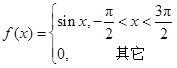 f(x) = { sin x, -π/2 < x < 3π/2
0, 其它